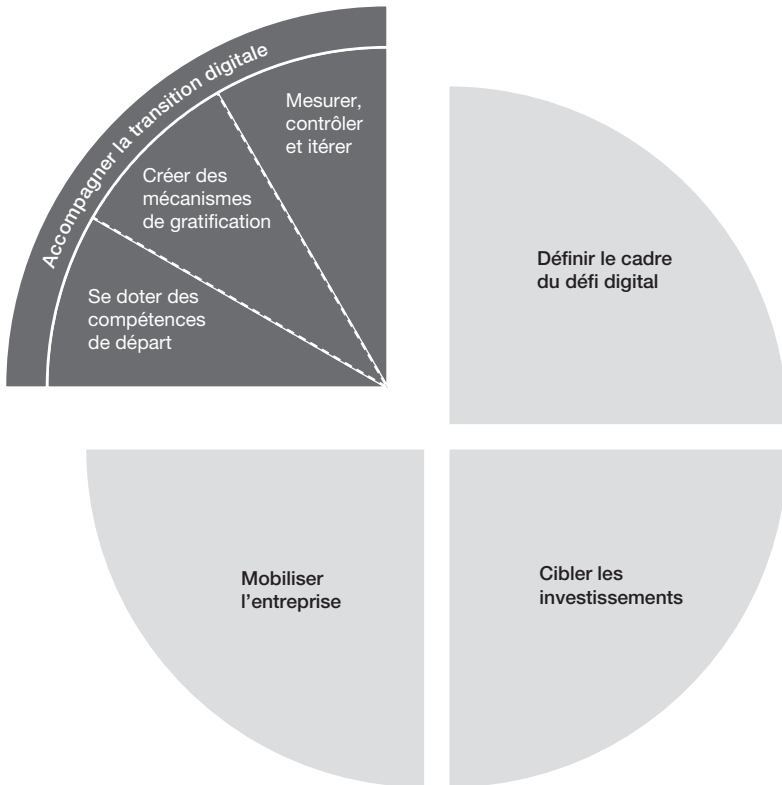 Accompagner la transition digitale
Mesurer,
contrôler
et itérer
Créer des
mécanismes
de gratification
Se doter des
compétences
de départ
Définir le cadre
du défi digital
Mobiliser
l’entreprise
Cibler les
investissements